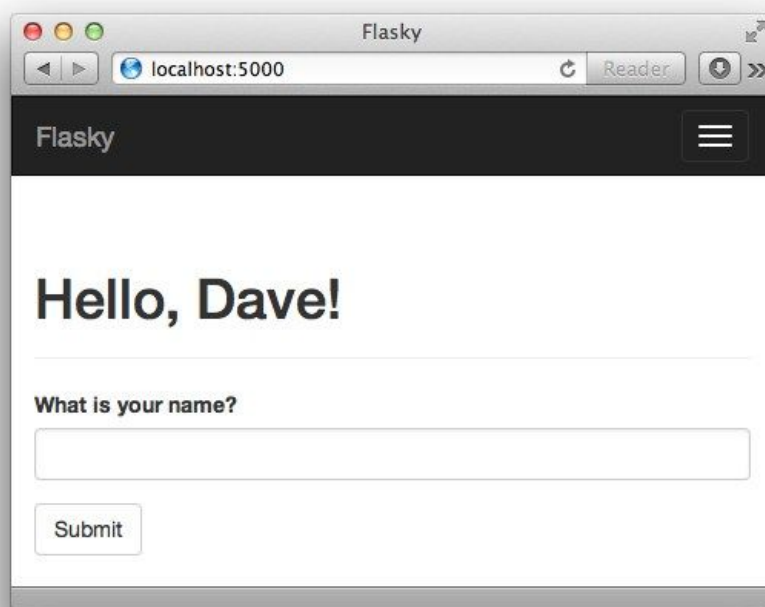 Flasky
localhost:5000 Reader
Flasky
Hello, Dave!
What is your name?
Submit